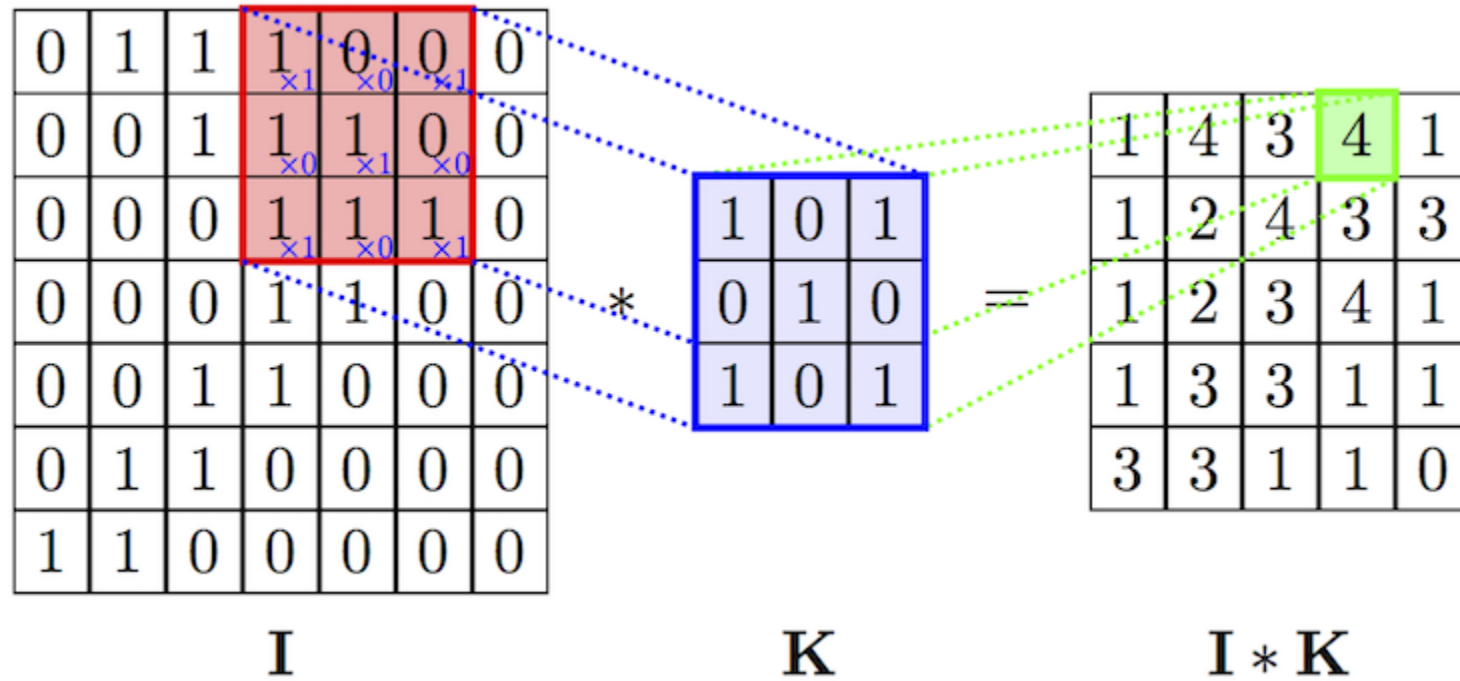 0 1 1 1×1 0×0 0×1 0
0 0 1 1×0 1×1 0×0 0
0 0 0 1×1 1×0 1×1 0
0 0 0 1 1 0 0
0 0 1 1 0 0 0
0 1 1 0 0 0 0
1 1 0 0 0 0 0
I
*
1 0 1
0 1 0
1 0 1
K
=
1 4 3 4 1
1 2 4 3 3
1 2 3 4 1
1 3 3 1 1
3 3 1 1 0
I * K